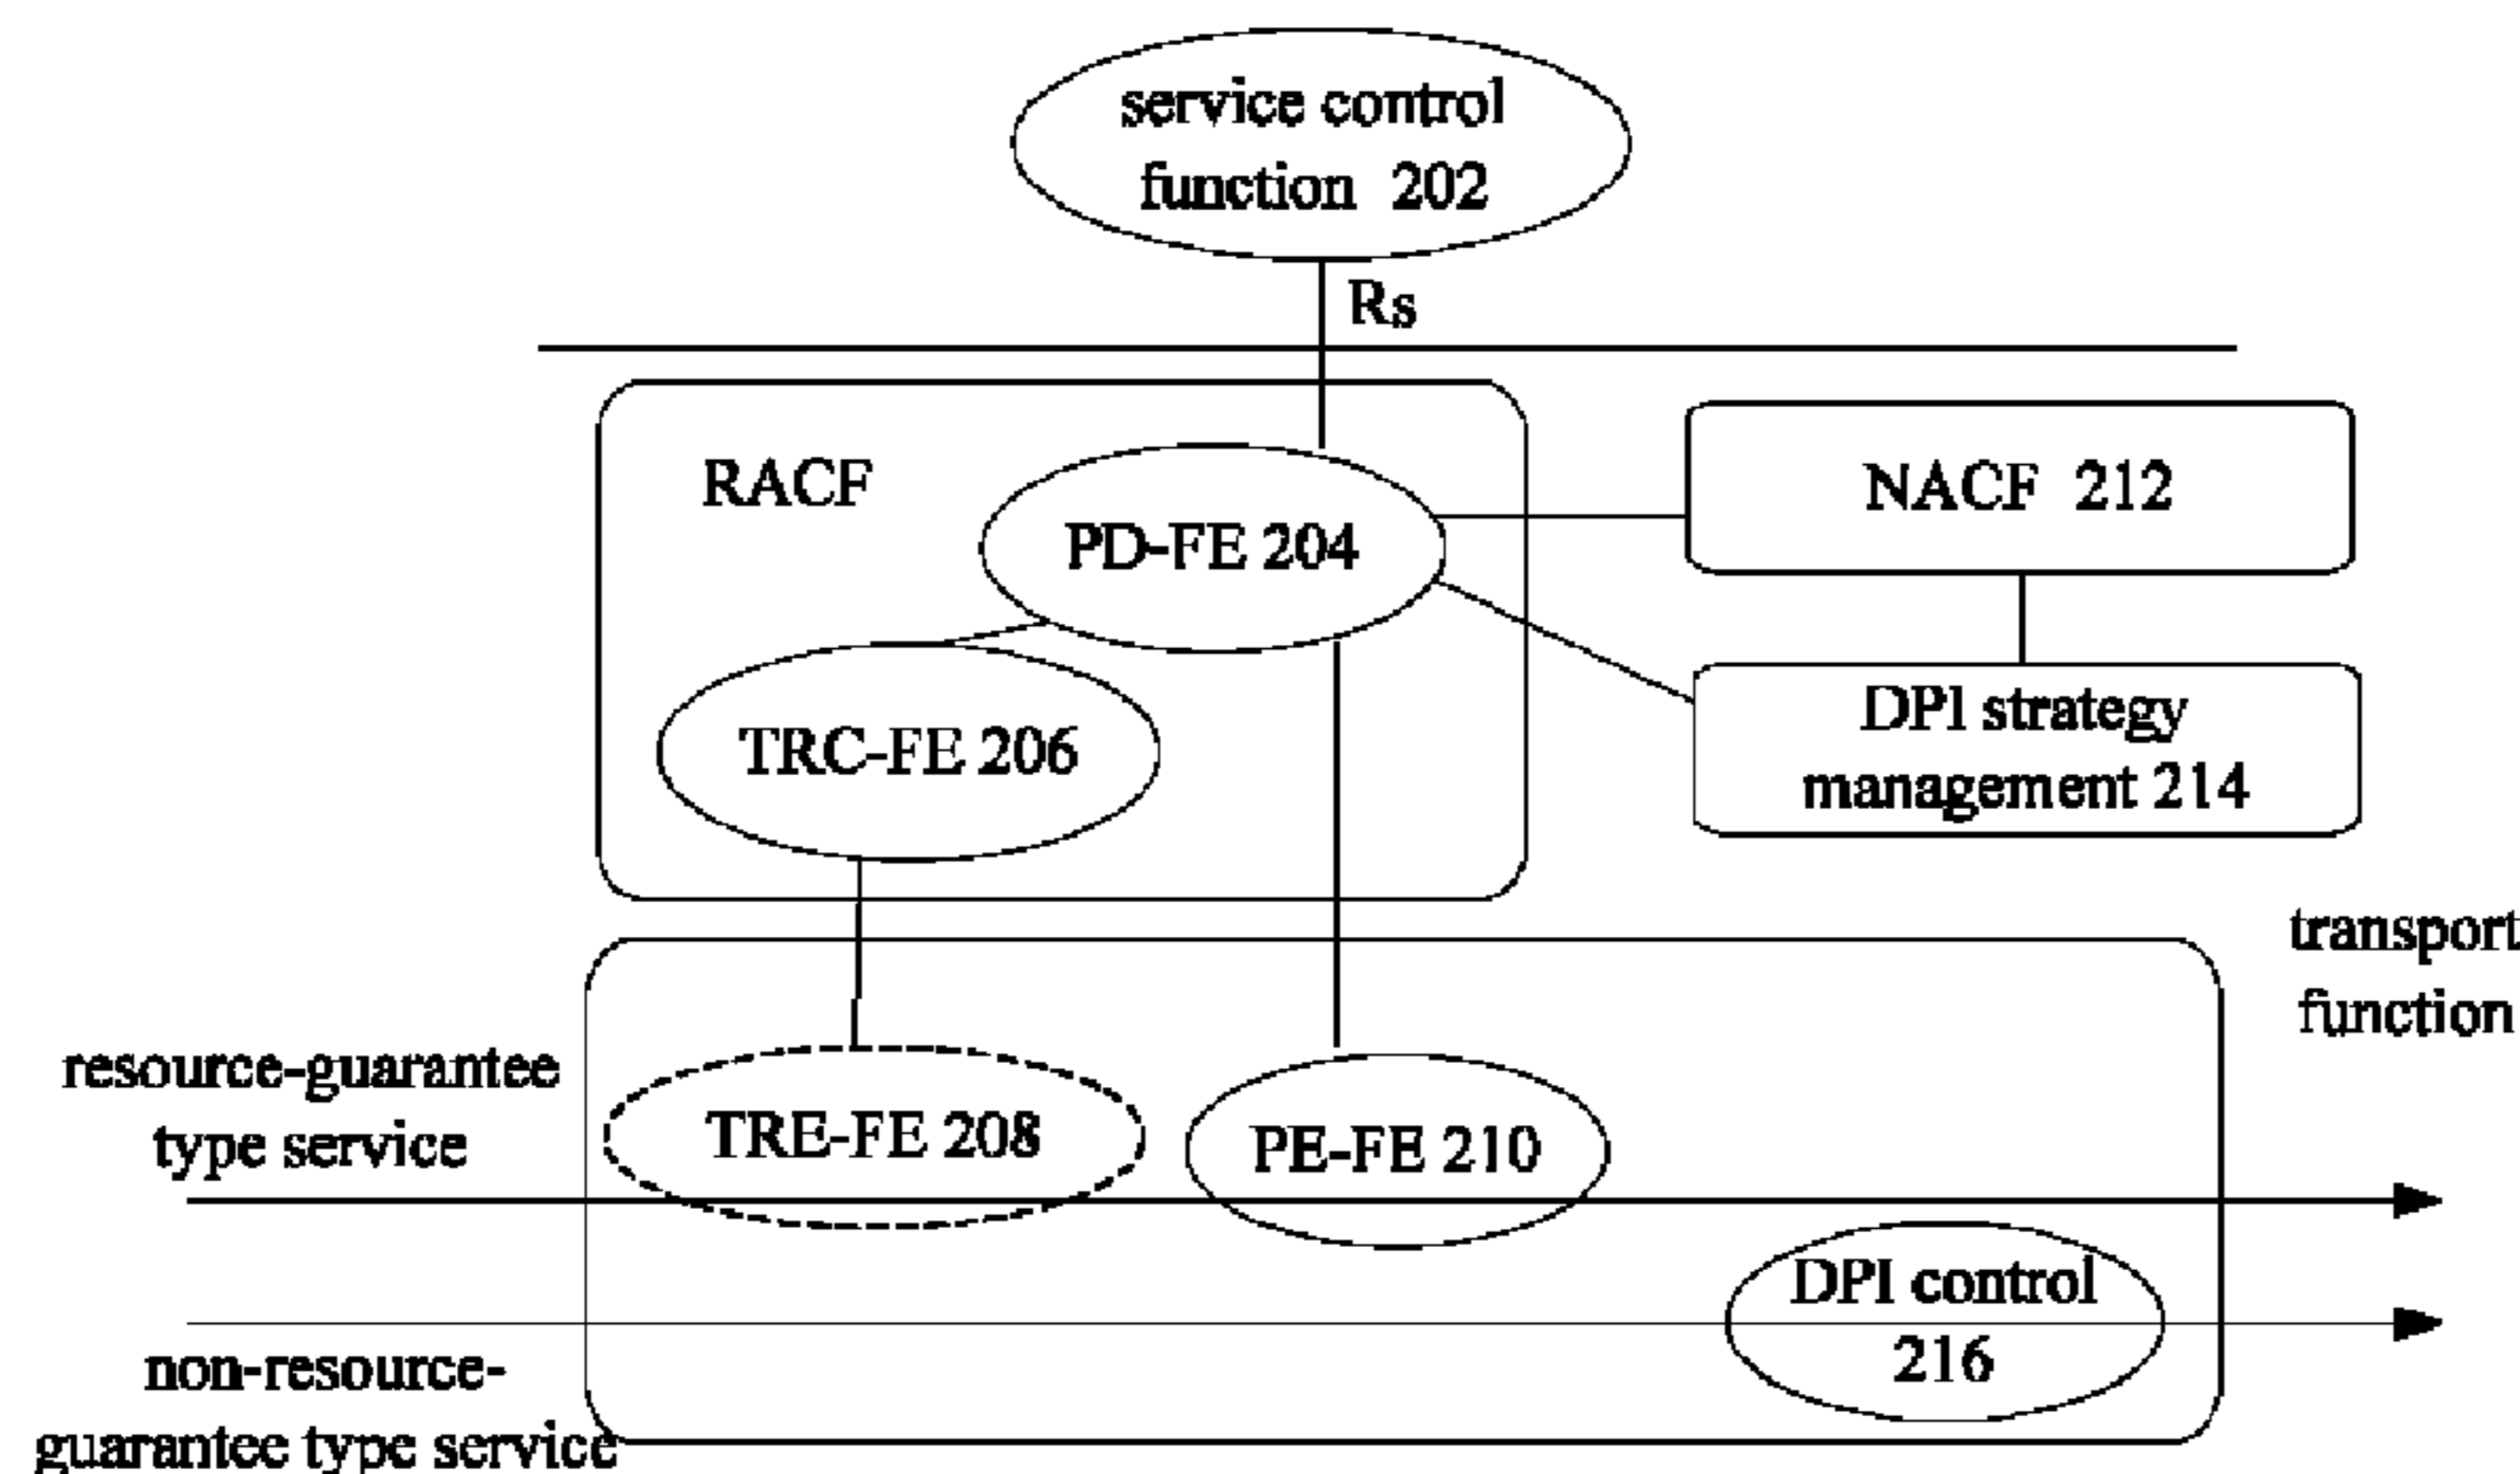 service control
function 202
Rs
RACF
NACF 212
PD-FE 204
DPI strategy
management 214
TRC-FE 206
transport
function
resource-guarantee
type service
TRE-FE 208
PE-FE 210
DPI control
216
non-resource-
guarantee type service